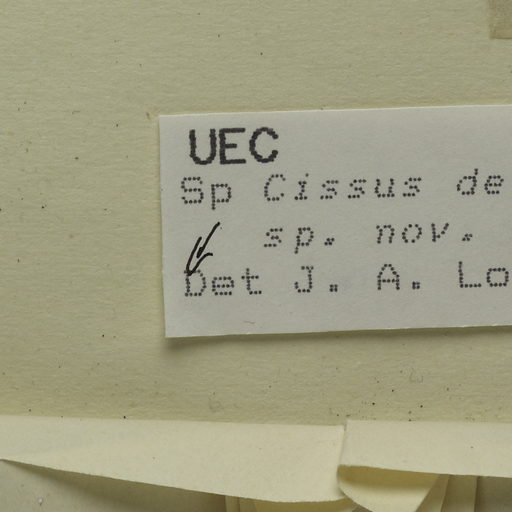 UEC
Sp Cissus de
sp. nov.
Det J. A. Lo